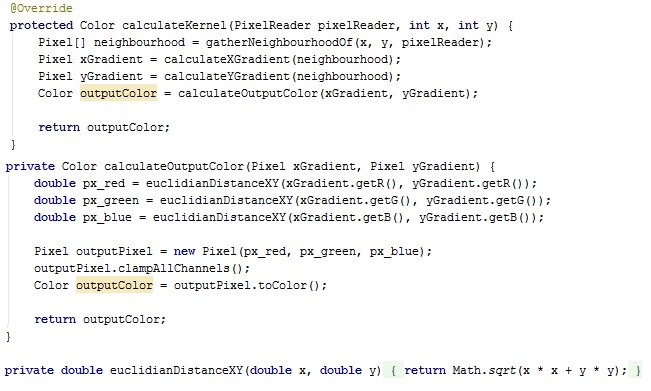 @Override
protected Color calculateKernel(PixelReader pixelReader, int x, int y) {
    Pixel[] neighbourhood = gatherNeighbourhoodOf(x, y, pixelReader);
    Pixel xGradient = calculateXGradient(neighbourhood);
    Pixel yGradient = calculateYGradient(neighbourhood);
    Color outputColor = calculateOutputColor(xGradient, yGradient);

    return outputColor;
}
private Color calculateOutputColor(Pixel xGradient, Pixel yGradient) {
    double px_red = euclidianDistanceXY(xGradient.getR(), yGradient.getR());
    double px_green = euclidianDistanceXY(xGradient.getG(), yGradient.getG());
    double px_blue = euclidianDistanceXY(xGradient.getB(), yGradient.getB());

    Pixel outputPixel = new Pixel(px_red, px_green, px_blue);
    outputPixel.clampAllChannels();
    Color outputColor = outputPixel.toColor();

    return outputColor;
}

private double euclidianDistanceXY(double x, double y) { return Math.sqrt(x * x + y * y); }